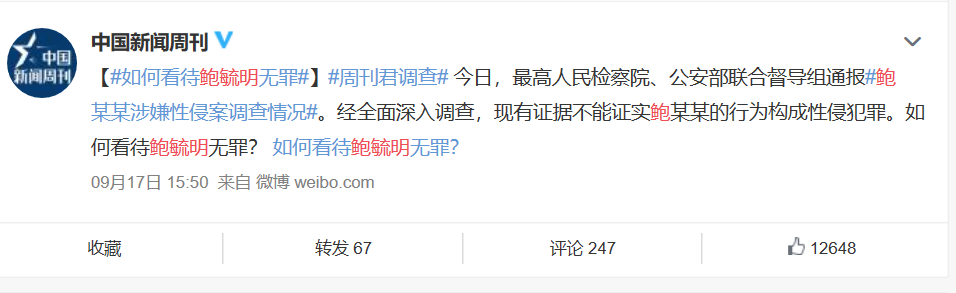 中国新闻周刊
中国
新闻周刊
【#如何看待鲍毓明无罪#】#周刊君调查# 今日，最高人民检察院、公安部联合督导组通报#鲍
某某涉嫌性侵案调查情况#。经全面深入调查，现有证据不能证实鲍某某的行为构成性侵犯罪。如
何看待鲍毓明无罪？ 如何看待鲍毓明无罪？
09月17日 15:50 来自 微博 weibo.com
收藏
转发 67
评论 247
12648